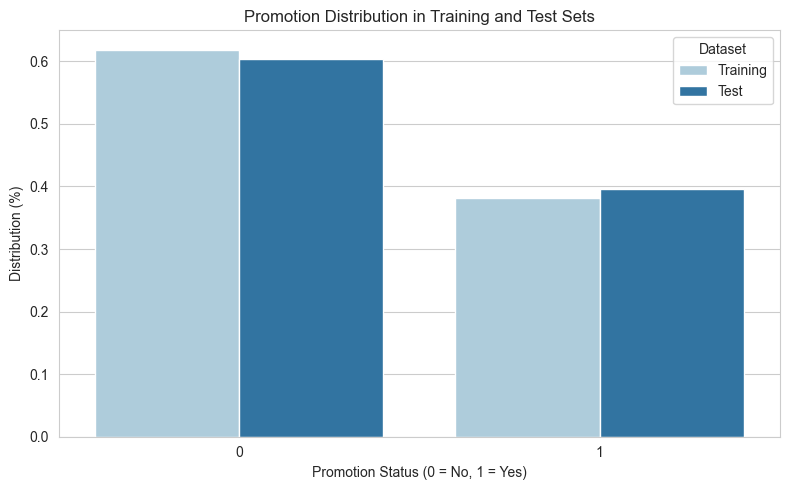 Promotion Distribution in Training and Test Sets
Dataset
Training
Test
Distribution (%)
0.6
0.5
0.4
0.3
0.2
0.1
0.0
0
1
Promotion Status (0 = No, 1 = Yes)